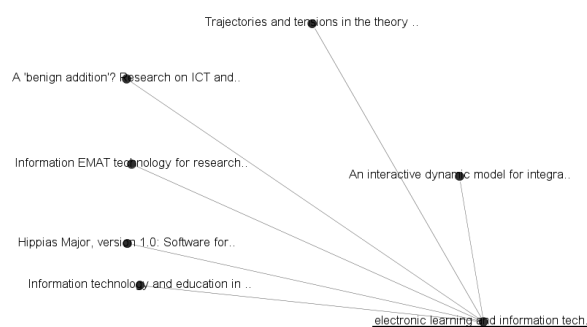 Trajectories and tensions in the theory ..
A 'benign addition'? Research on ICT and..
Information EMAT technology for research..
An interactive dynamic model for integra..
Hippias Major, version 1.0: Software for..
Information technology and education in ..
electronic learning and information tech.